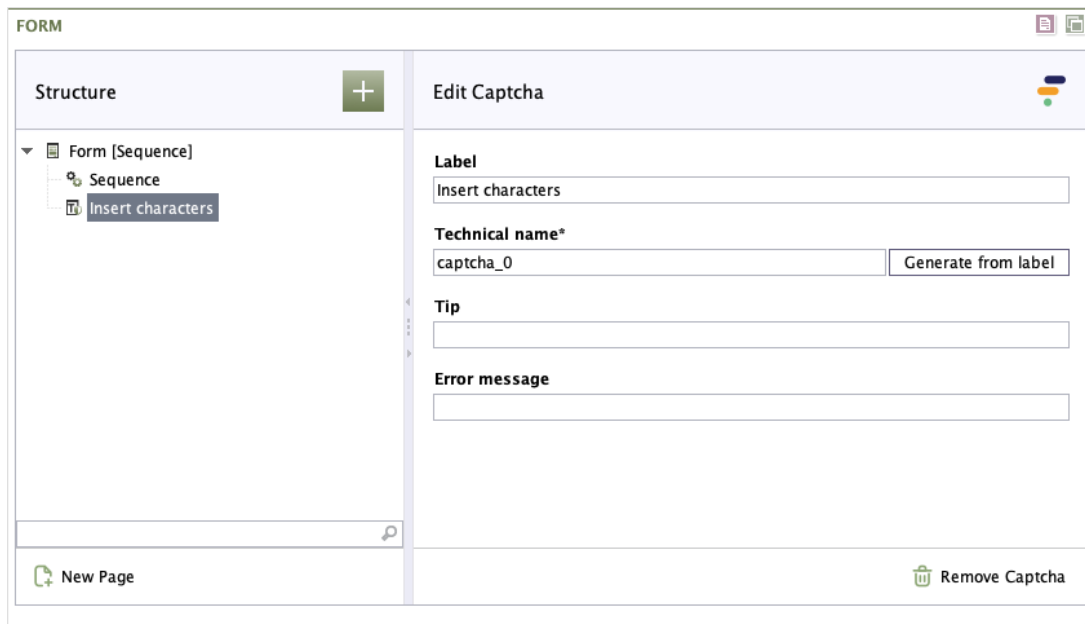 FORM
Structure
Edit Captcha
Form [Sequence]
Sequence
Insert characters
Label
Insert characters
Technical name*
captcha_0
Generate from label
Tip
Error message
New Page
Remove Captcha